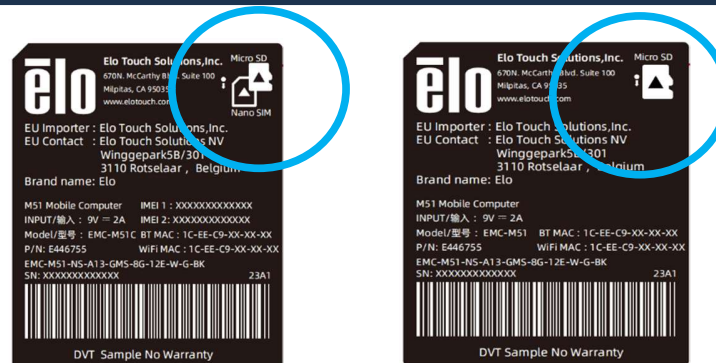 ēlo
Elo Touch Solutions,Inc.
Micro SD
670N. McCarthy Blvd. Suite 100
Milpitas, CA 95035
www.elotouch.com
Nano SIM
EU Importer : Elo Touch Solutions,Inc.
EU Contact : Elo Touch Solutions NV
Winggepark5B/301
3110 Rotselaar , Belgium
Brand name: Elo
M51 Mobile Computer IMEI 1 : XXXXXXXXXXXXX
INPUT/输入 : 9V ⎓ 2A IMEI 2: XXXXXXXXXXXXX
Model/型号 : EMC-M51C BT MAC : 1C-EE-C9-XX-XX-XX
P/N: E446755 WiFi MAC : 1C-EE-C9-XX-XX-XX
EMC-M51-NS-A13-GMS-8G-12E-W-G-BK
SN: XXXXXXXXXXXXX 23A1
DVT Sample No Warranty
ēlo
Elo Touch Solutions,Inc.
Micro SD
670N. McCarthy Blvd. Suite 100
Milpitas, CA 95035
www.elotouch.com
EU Importer : Elo Touch Solutions,Inc.
EU Contact : Elo Touch Solutions NV
Winggepark5B/301
3110 Rotselaar , Belgium
Brand name: Elo
M51 Mobile Computer
INPUT/输入 : 9V ⎓ 2A
Model/型号 : EMC-M51 BT MAC : 1C-EE-C9-XX-XX-XX
P/N: E446755 WiFi MAC : 1C-EE-C9-XX-XX-XX
EMC-M51-NS-A13-GMS-8G-12E-W-G-BK
SN: XXXXXXXXXXXXX 23A1
DVT Sample No Warranty